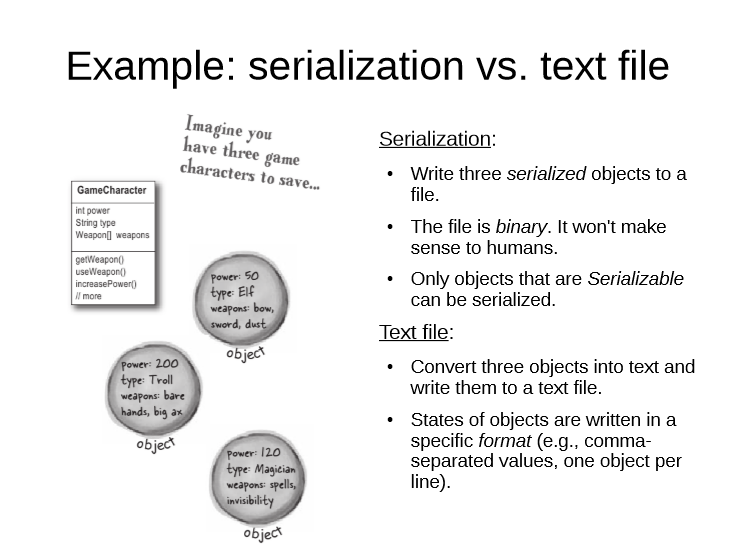 Example: serialization vs. text file
Imagine you
have three game
characters to save...
GameCharacter
int power
String type
Weapon[] weapons
getWeapon()
useWeapon()
increasePower()
// more
power: 50
type: Elf
weapons: bow,
sword, dust
object
power: 200
type: Troll
weapons: bare
hands, big ax
object
power: 120
type: Magician
weapons: spells,
invisibility
object
Serialization:
• Write three serialized objects to a
file.
• The file is binary. It won't make
sense to humans.
• Only objects that are Serializable
can be serialized.
Text file:
• Convert three objects into text and
write them to a text file.
• States of objects are written in a
specific format (e.g., comma-
separated values, one object per
line).